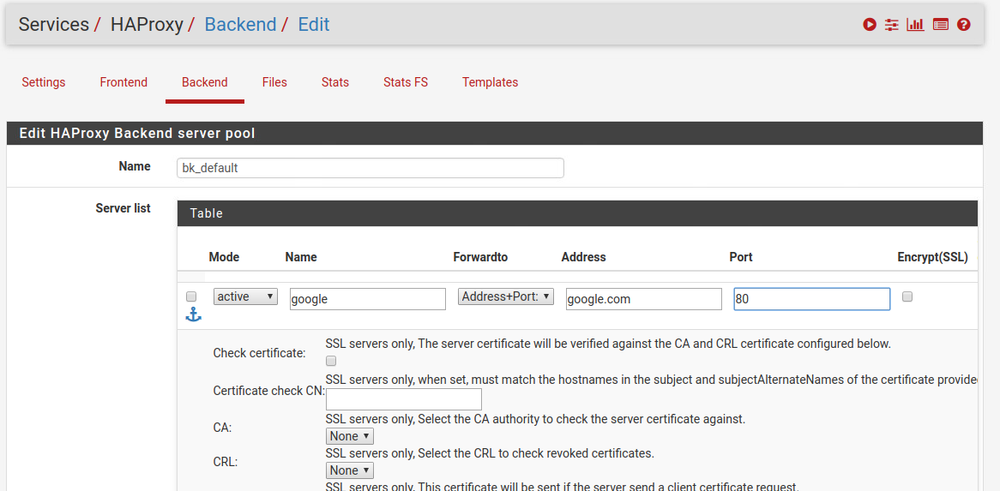 Services / HAProxy / Backend / Edit
Settings Frontend Backend Files Stats Stats FS Templates
Edit HAProxy Backend server pool
Name bk_default
Server list Table
Mode Name Forwardto Address Port Encrypt(SSL)
active google Address+Port: google.com 80
SSL servers only, The server certificate will be verified against the CA and CRL certificate configured below.
Check certificate:
SSL servers only, when set, must match the hostnames in the subject and subjectAlternateNames of the certificate provide
Certificate check CN:
SSL servers only, Select the CA authority to check the server certificate against.
CA:
None
SSL servers only, Select the CRL to check revoked certificates.
CRL:
None
SSL servers only, This certificate will be sent if the server send a client certificate request.